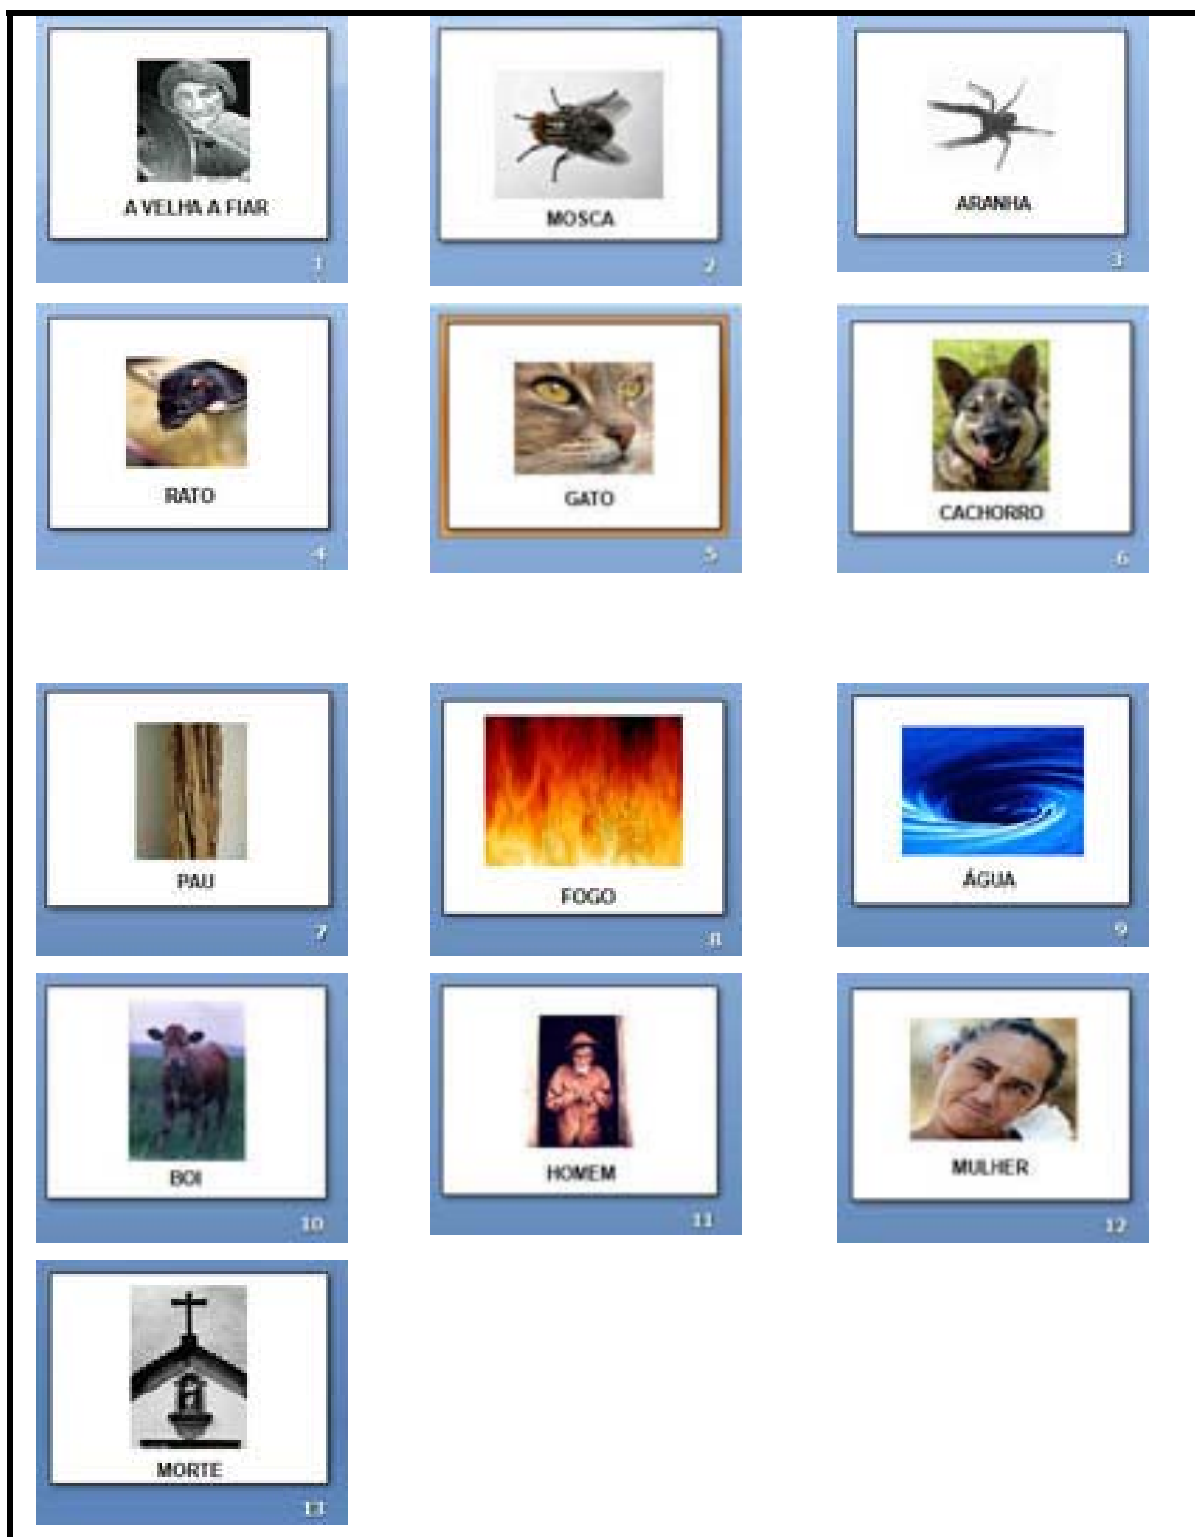 A VELHA A FIAR
1
MOSCA
2
ARANHA
3
RATO
4
GATO
5
CACHORRO
6
PAU
7
FOGO
8
ÁGUA
9
BOI
10
HOMEM
11
MULHER
12
MORTE
13